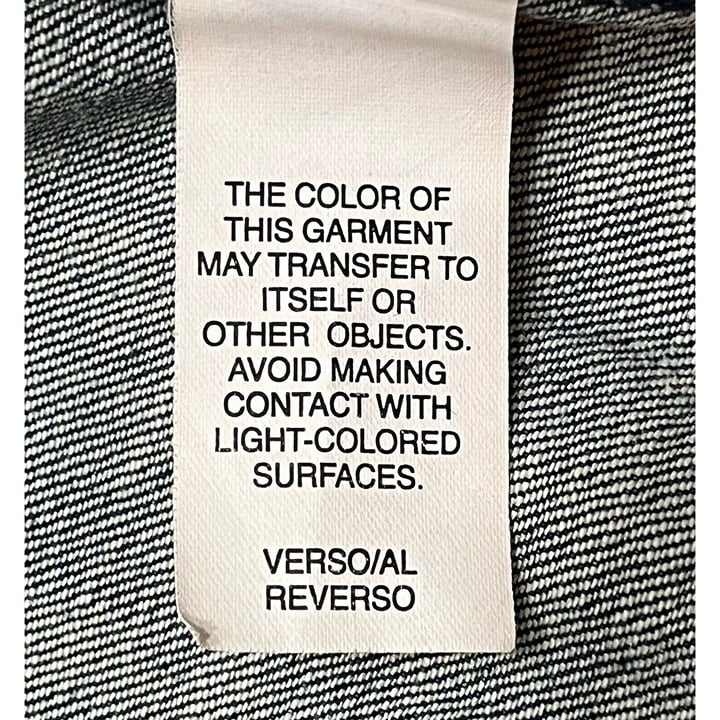 THE COLOR OF
THIS GARMENT
MAY TRANSFER TO
ITSELF OR
OTHER OBJECTS.
AVOID MAKING
CONTACT WITH
LIGHT-COLORED
SURFACES.
VERSO/AL
REVERSO